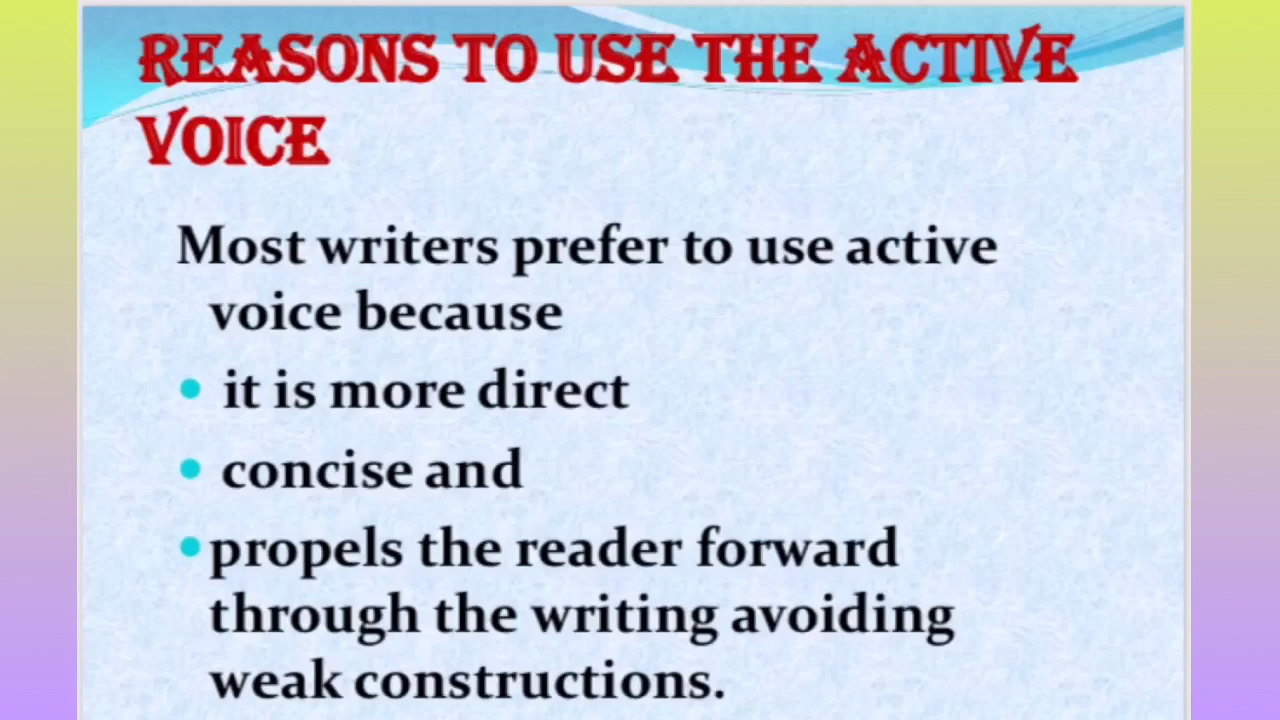 REASONS TO USE THE ACTIVE
VOICE
Most writers prefer to use active
voice because
• it is more direct
• concise and
• propels the reader forward
through the writing avoiding
weak constructions.